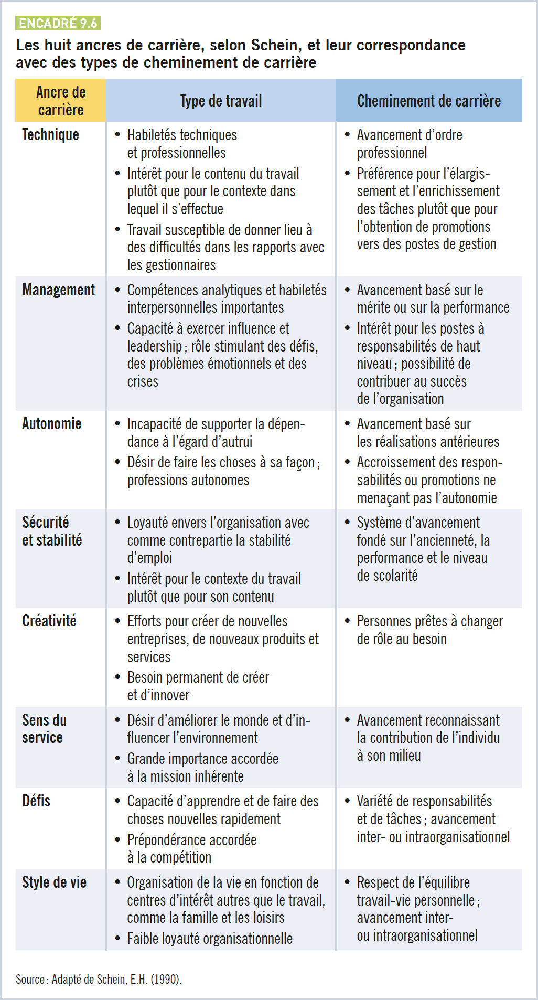 ENCADRÉ 9.6
Les huit ancres de carrière, selon Schein, et leur correspondance
avec des types de cheminement de carrière
Ancre de
carrière
Type de travail
Cheminement de carrière
Technique
• Habiletés techniques
et professionnelles
• Intérêt pour le contenu du travail
plutôt que pour le contexte dans
lequel il s’effectue
• Travail susceptible de donner lieu à
des difficultés dans les rapports avec
les gestionnaires
• Avancement d’ordre
professionnel
• Préférence pour l’élargis-
sement et l’enrichissement
des tâches plutôt que pour
l’obtention de promotions
vers des postes de gestion
Management
• Compétences analytiques et habiletés
interpersonnelles importantes
• Capacité à exercer influence et
leadership ; rôle stimulant des défis,
des problèmes émotionnels et des
crises
• Avancement basé sur le
mérite ou sur la performance
• Intérêt pour les postes à
responsabilités de haut
niveau ; possibilité de
contribuer au succès
de l’organisation
Autonomie
• Incapacité de supporter la dépen-
dance à l’égard d’autrui
• Désir de faire les choses à sa façon ;
professions autonomes
• Avancement basé sur
les réalisations antérieures
• Accroissement des respon-
sabilités ou promotions ne
menaçant pas l’autonomie
Sécurité
et stabilité
• Loyauté envers l’organisation avec
comme contrepartie la stabilité
d’emploi
• Intérêt pour le contexte du travail
plutôt que pour son contenu
• Système d’avancement
fondé sur l’ancienneté, la
performance et le niveau
de scolarité
Créativité
• Efforts pour créer de nouvelles
entreprises, de nouveaux produits et
services
• Besoin permanent de créer
et d’innover
• Personnes prêtes à changer
de rôle au besoin
Sens du
service
• Désir d’améliorer le monde et d’in-
fluencer l’environnement
• Grande importance accordée
à la mission inhérente
• Avancement reconnaissant
la contribution de l’individu
à son milieu
Défis
• Capacité d’apprendre et de faire des
choses nouvelles rapidement
• Prépondérance accordée
à la compétition
• Variété de responsabilités
et de tâches ; avancement
inter- ou intraorganisationnel
Style de vie
• Organisation de la vie en fonction de
centres d’intérêt autres que le travail,
comme la famille et les loisirs
• Faible loyauté organisationnelle
• Respect de l’équilibre
travail-vie personnelle ;
avancement inter-
ou intraorganisationnel
Source : Adapté de Schein, E.H. (1990).